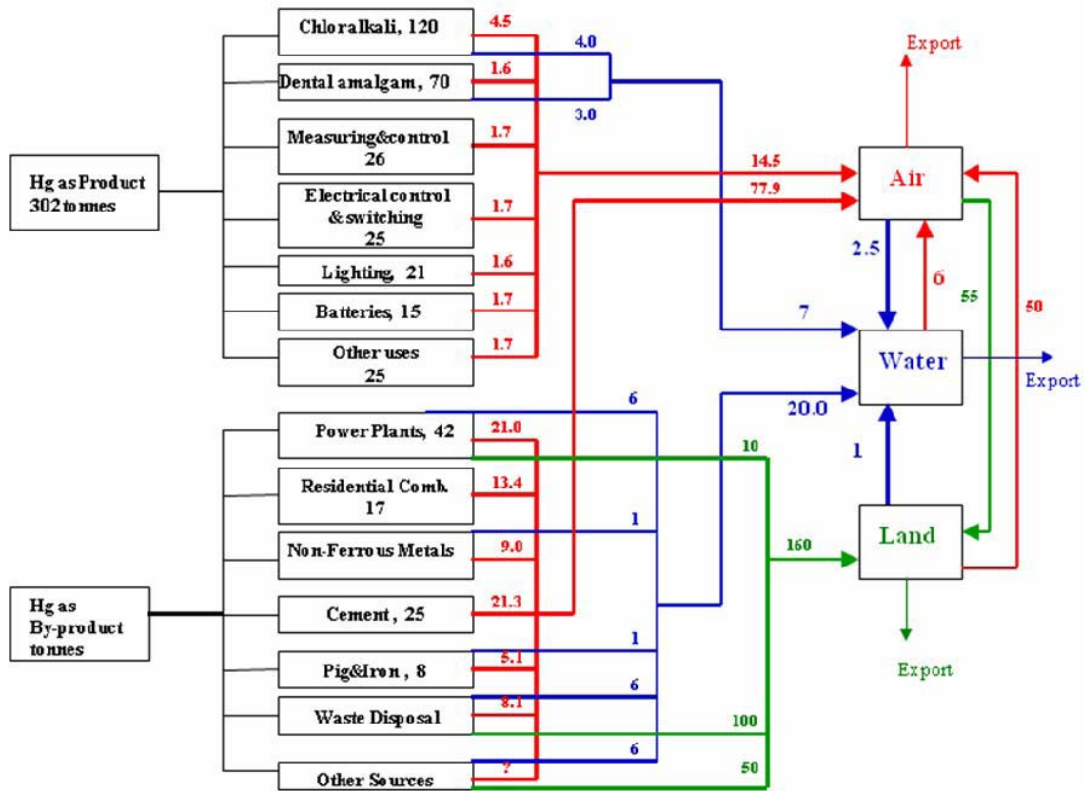 Chloralkali, 120
4.5
4.0
Dental amalgam, 70
1.6
3.0
Measuring&control
26
1.7
Hg as Product
302 tonnes
Electrical control
& switching
25
1.7
Lighting, 21
1.6
Batteries, 15
1.7
Other uses
25
1.7
14.5
77.9
7
Export
Air
2.5
6
55
50
Water
Export
20.0
1
Land
160
Export
Power Plants, 42
21.0
6
10
Residential Comb.
17
13.4
Non-Ferrous Metals
9.0
1
Hg as
By-product
tonnes
Cement , 25
21.3
Pig&Iron , 8
5.1
1
Waste Disposal
8.1
6
100
Other Sources
?
6
50